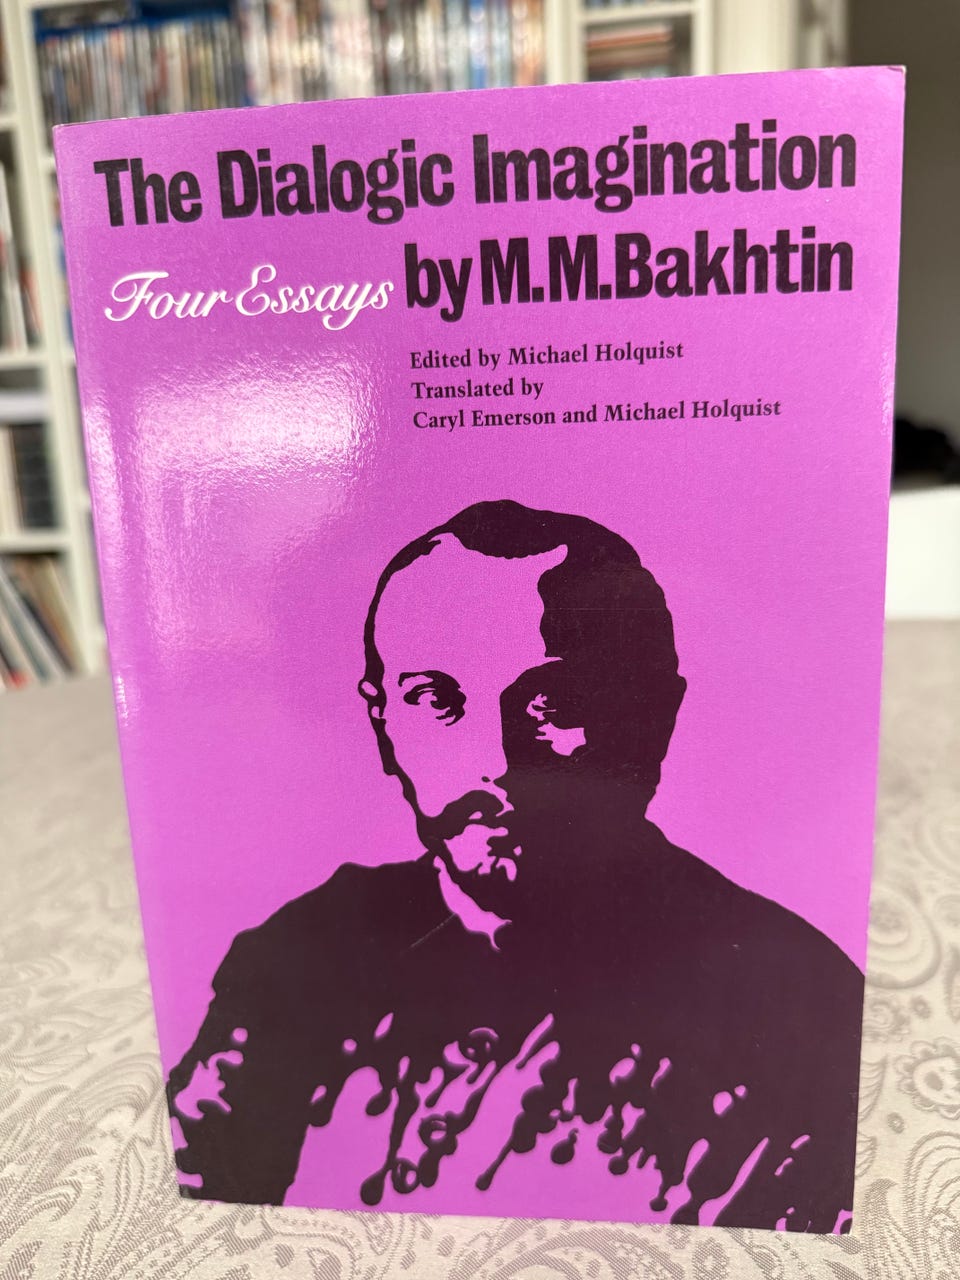 The Dialogic Imagination
Four Essays by M.M.Bakhtin
Edited by Michael Holquist
Translated by
Caryl Emerson and Michael Holquist